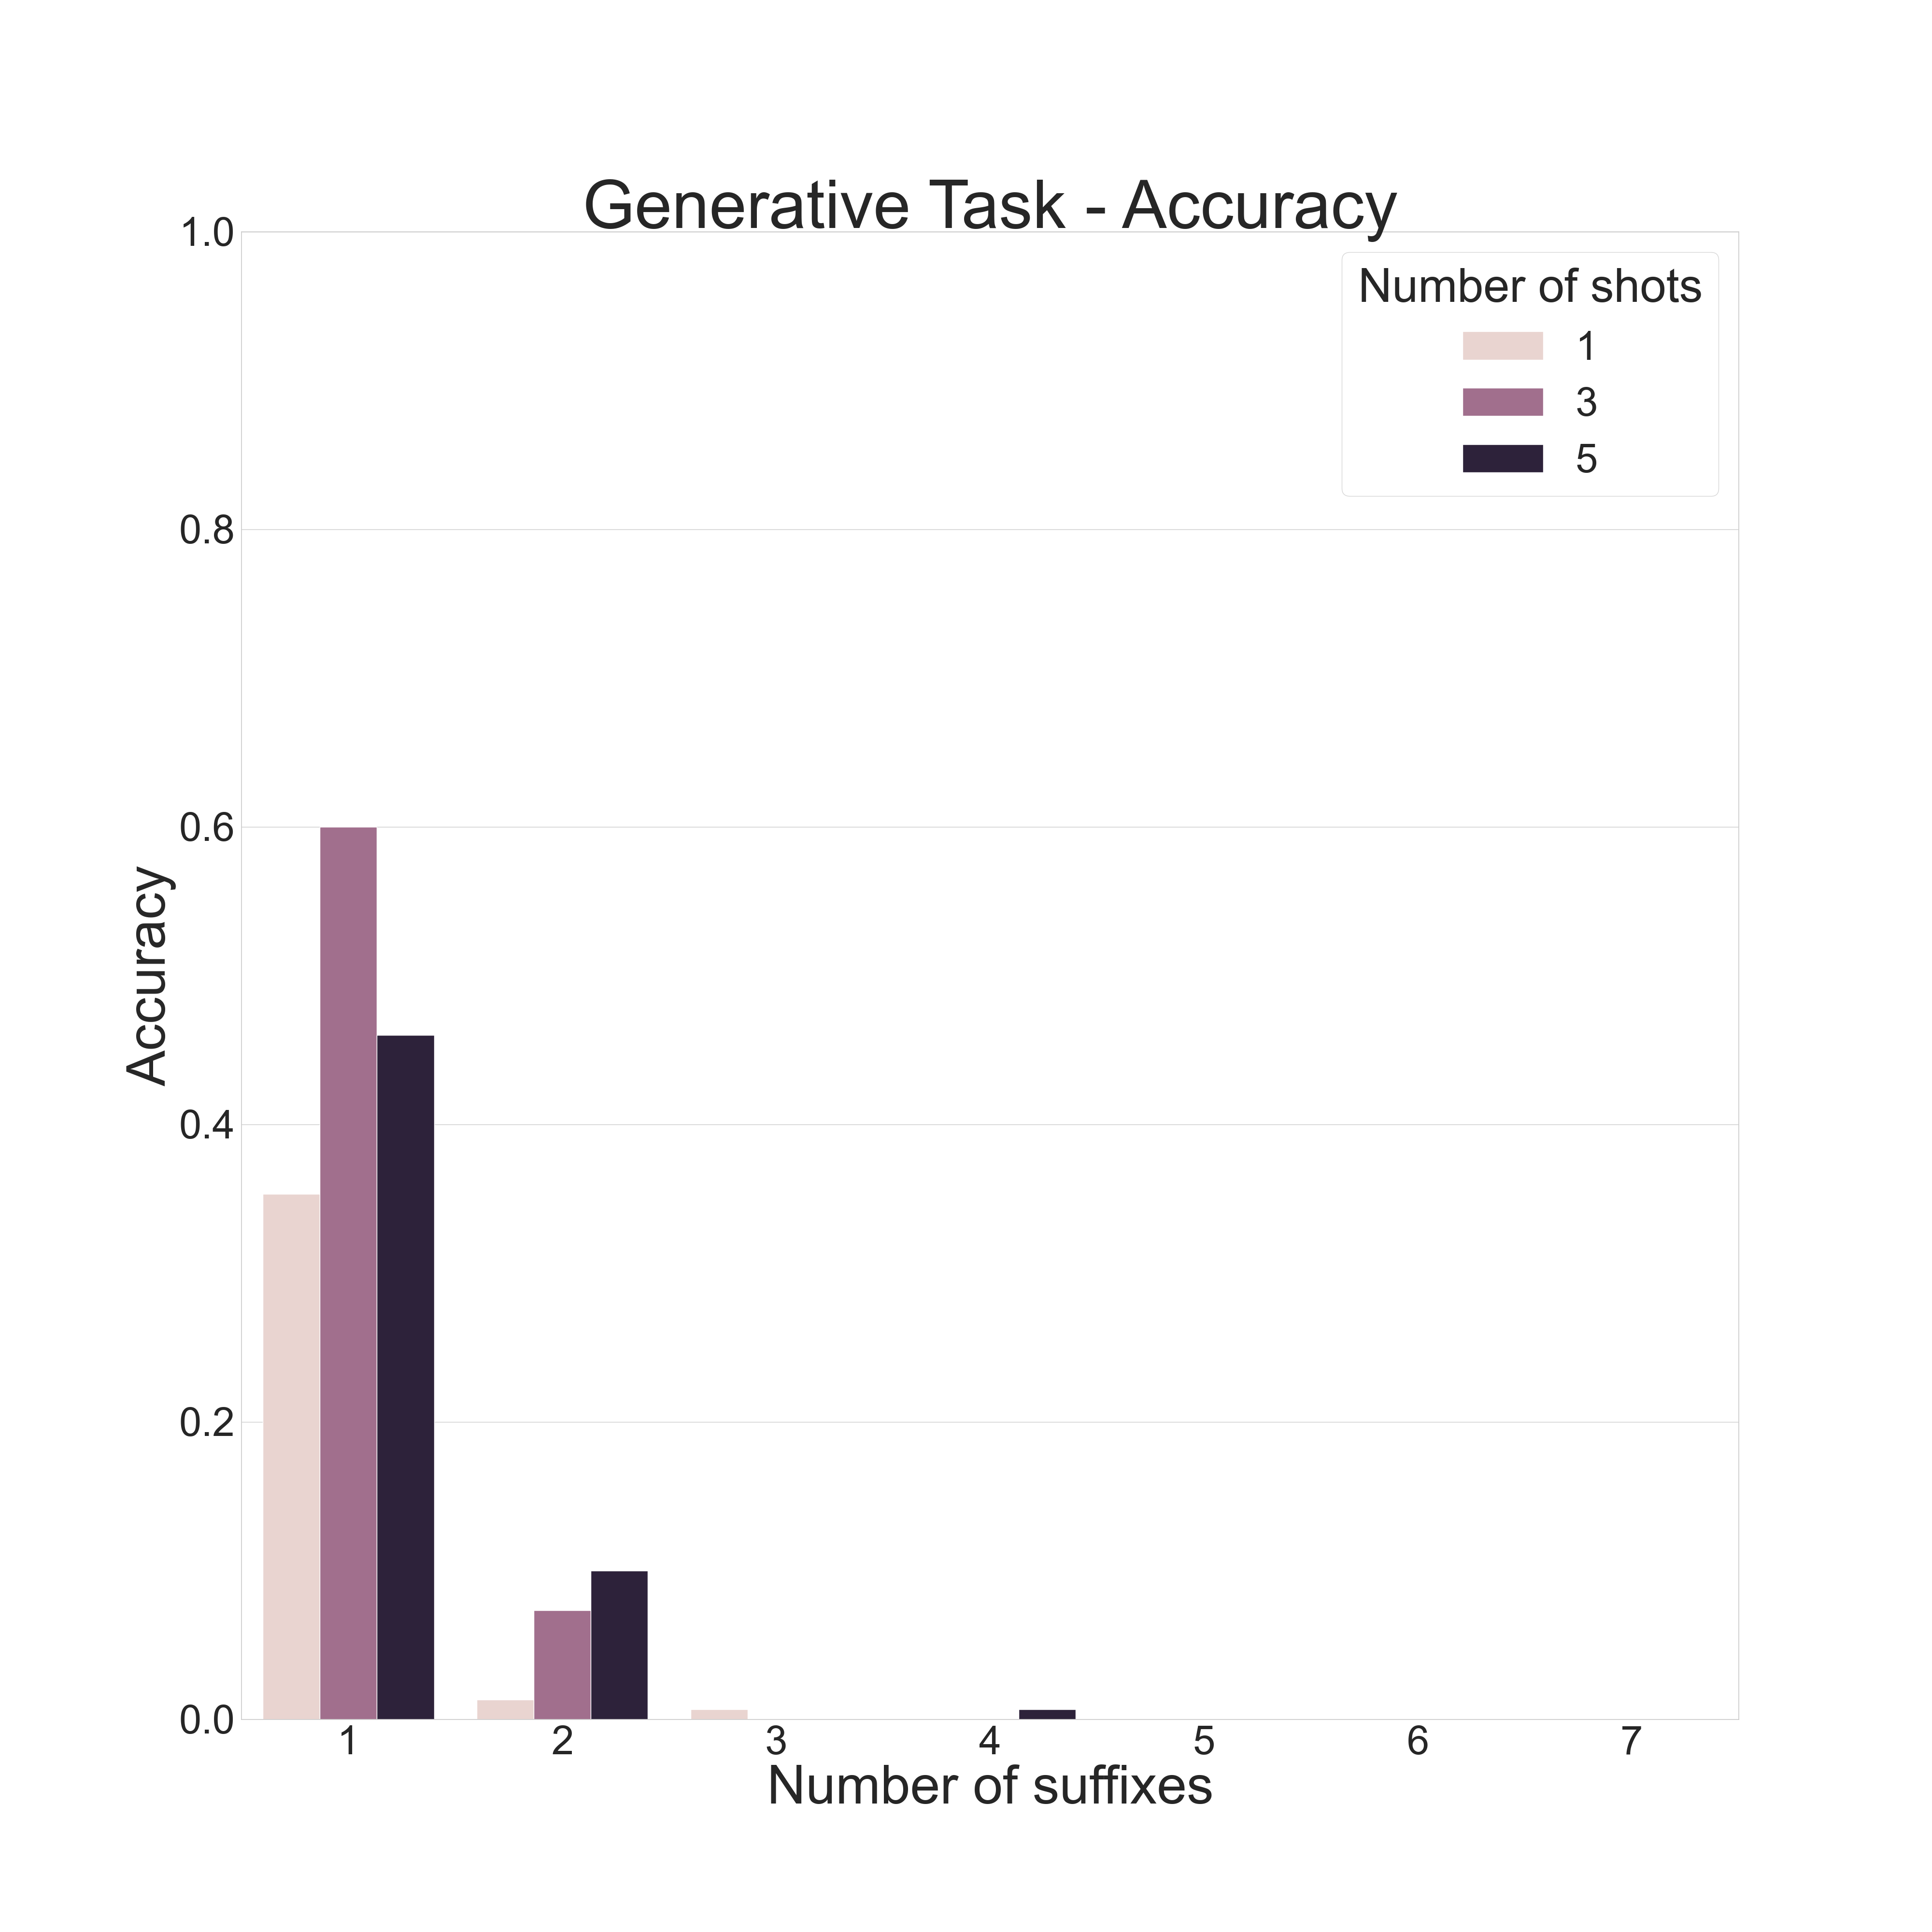 Generative Task - Accuracy
Number of shots
1
3
5
Accuracy
1.0
0.8
0.6
0.4
0.2
0.0
1 2 3 4 5 6 7
Number of suffixes